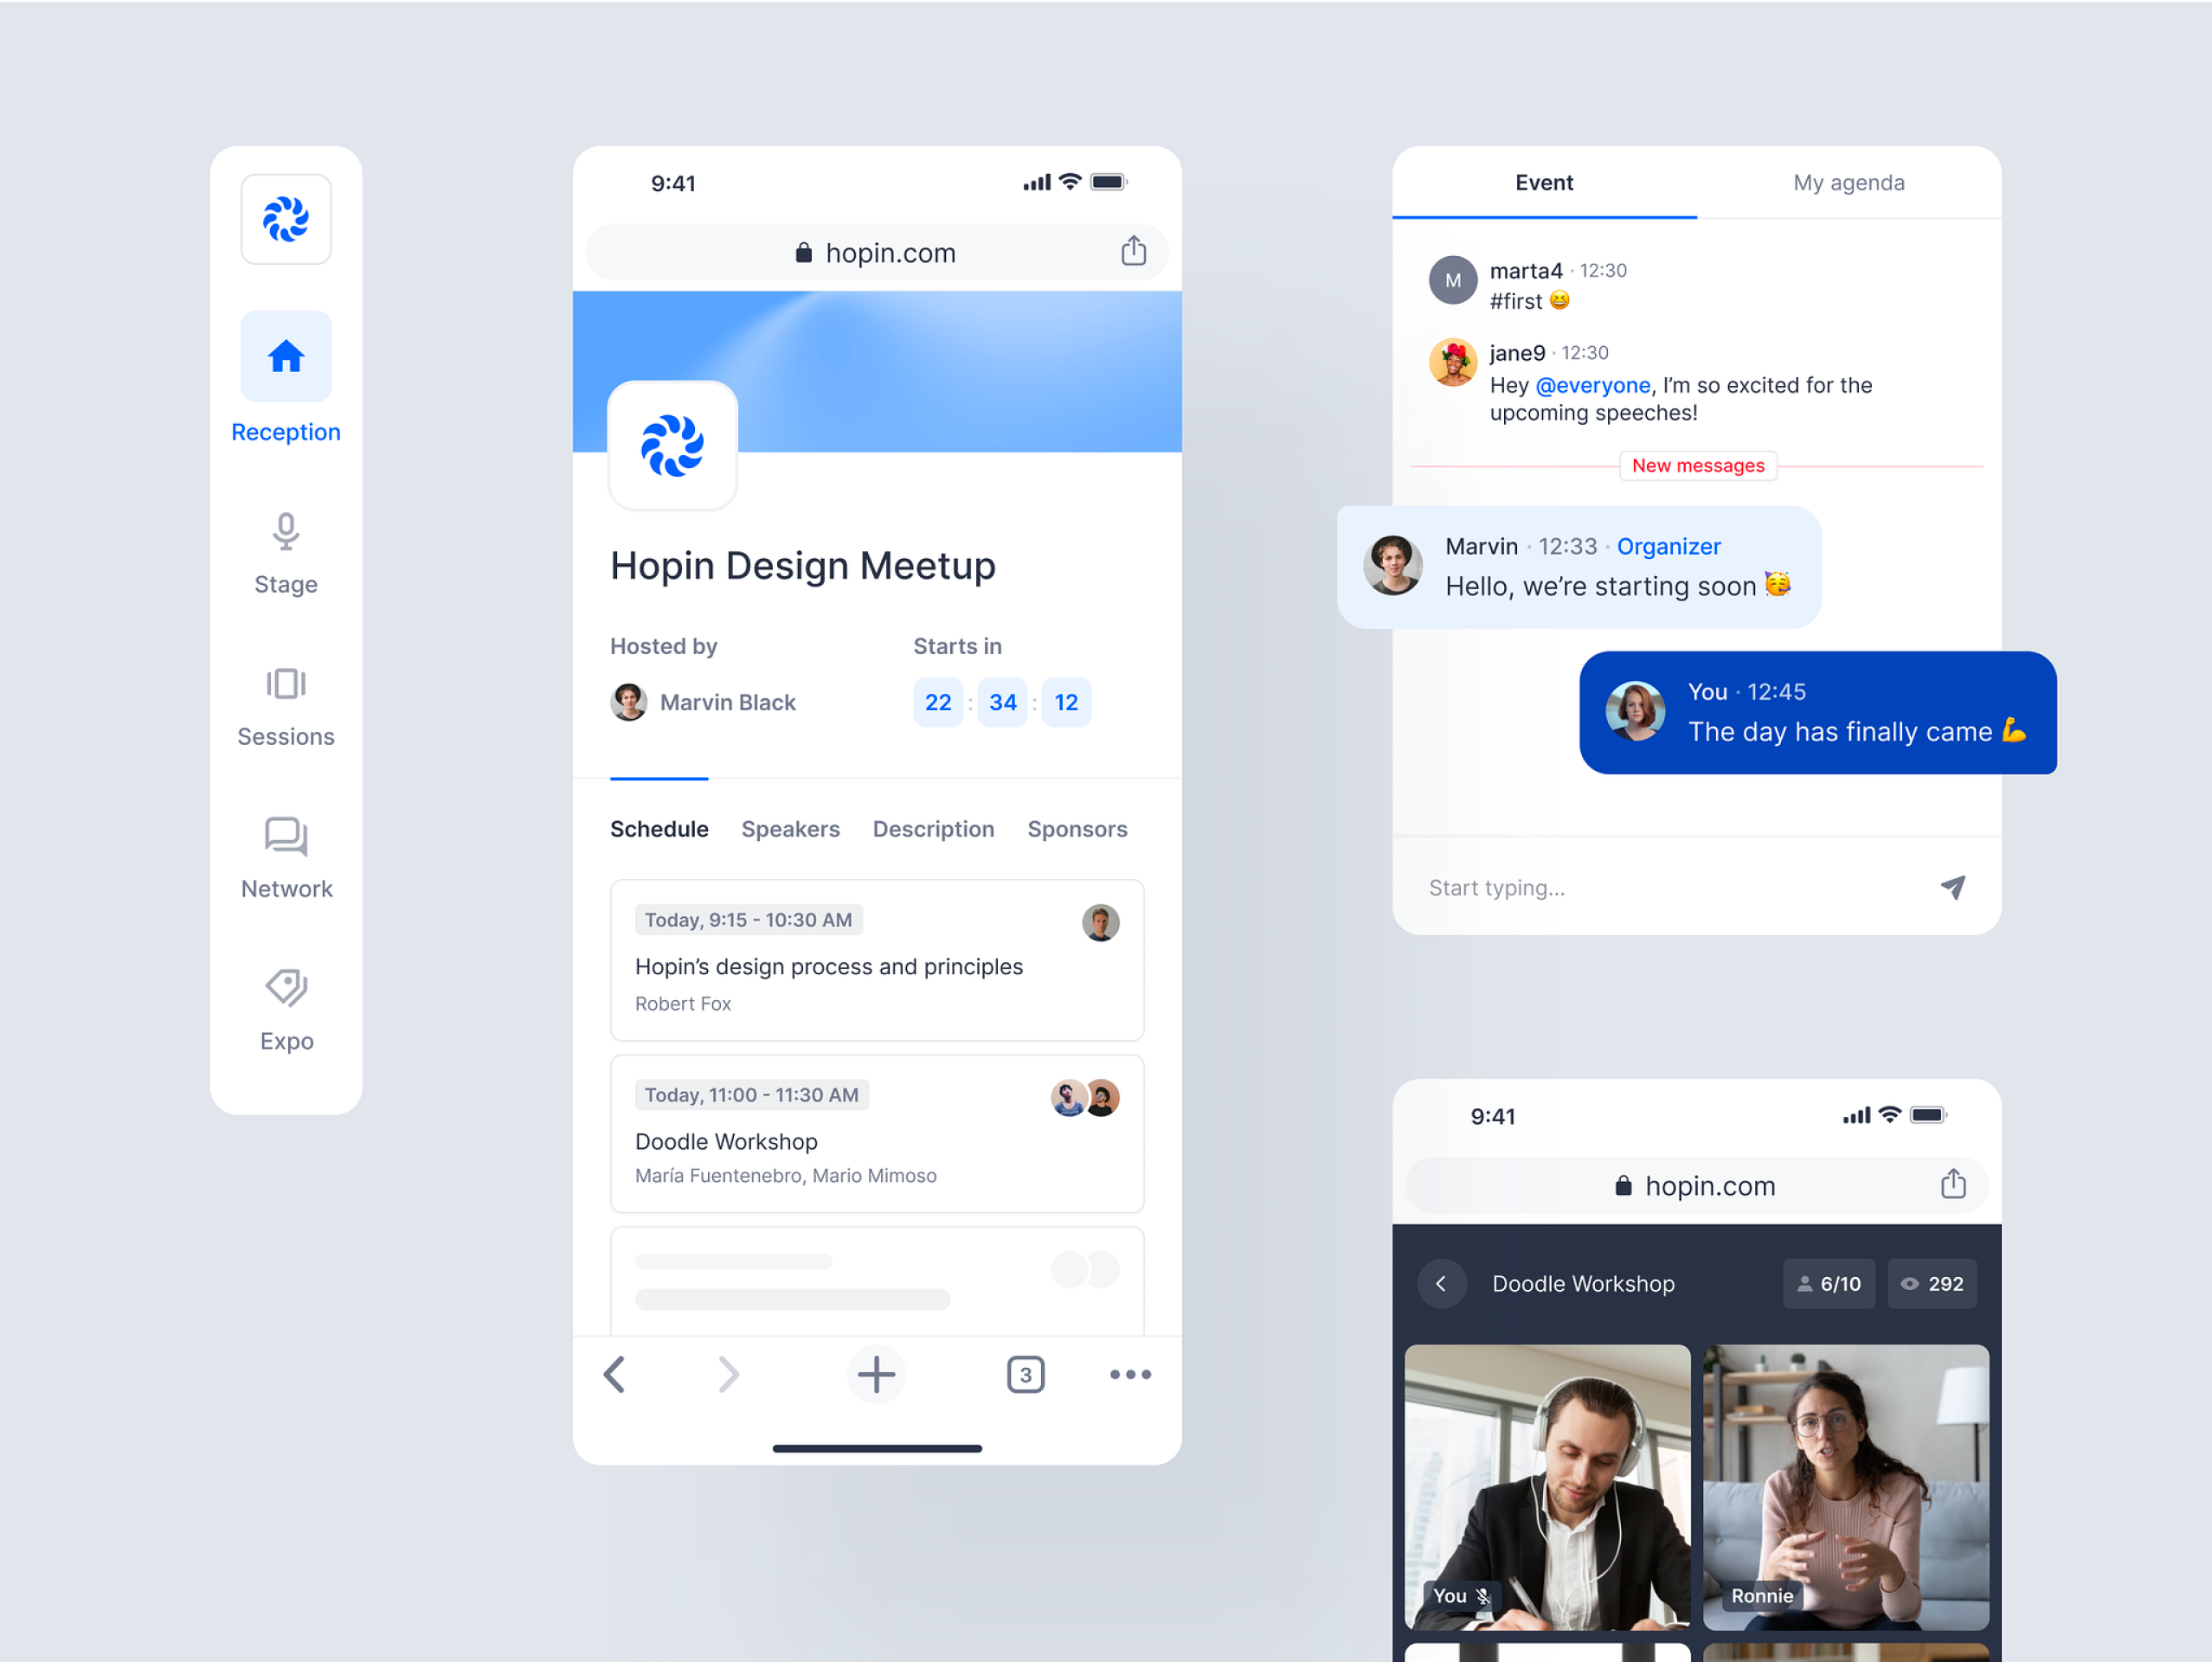 Reception
Stage
Sessions
Network
Expo
9:41
hopin.com
Hopin Design Meetup
Hosted by
Marvin Black
Starts in
22 : 34 : 12
Schedule Speakers Description Sponsors
Today, 9:15 - 10:30 AM
Hopin’s design process and principles
Robert Fox
Today, 11:00 - 11:30 AM
Doodle Workshop
María Fuentenebro, Mario Mimoso
3
Event My agenda
M
marta4 · 12:30
#first 😆
jane9 · 12:30
Hey @everyone, I’m so excited for the
upcoming speeches!
New messages
Marvin · 12:33 · Organizer
Hello, we’re starting soon 🥳
You · 12:45
The day has finally came 💪
Start typing...
9:41
hopin.com
Doodle Workshop 6/10 292
You
Ronnie